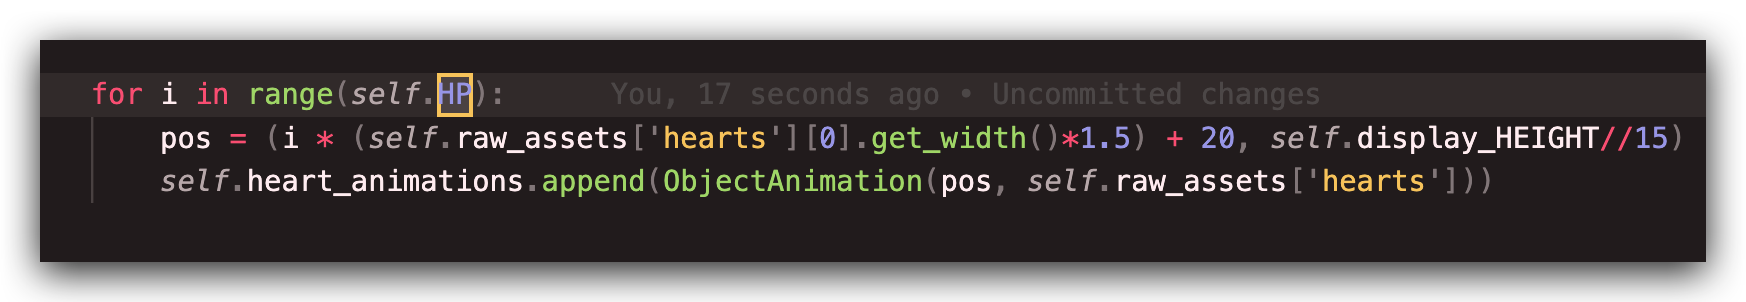 for i in range(self.HP):      You, 17 seconds ago • Uncommitted changes
    pos = (i * (self.raw_assets['hearts'][0].get_width()*1.5) + 20, self.display_HEIGHT//15)
    self.heart_animations.append(ObjectAnimation(pos, self.raw_assets['hearts']))